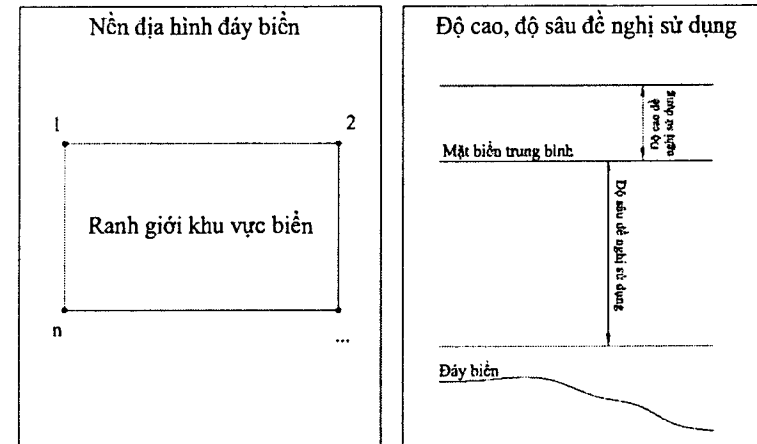 Nền địa hình đáy biển
1
2
Ranh giới khu vực biển
n
...
Độ cao, độ sâu đề nghị sử dụng
Độ cao đề
nghị sử dụng
Mặt biển trung bình
Độ sâu đề nghị sử dụng
Đáy biển